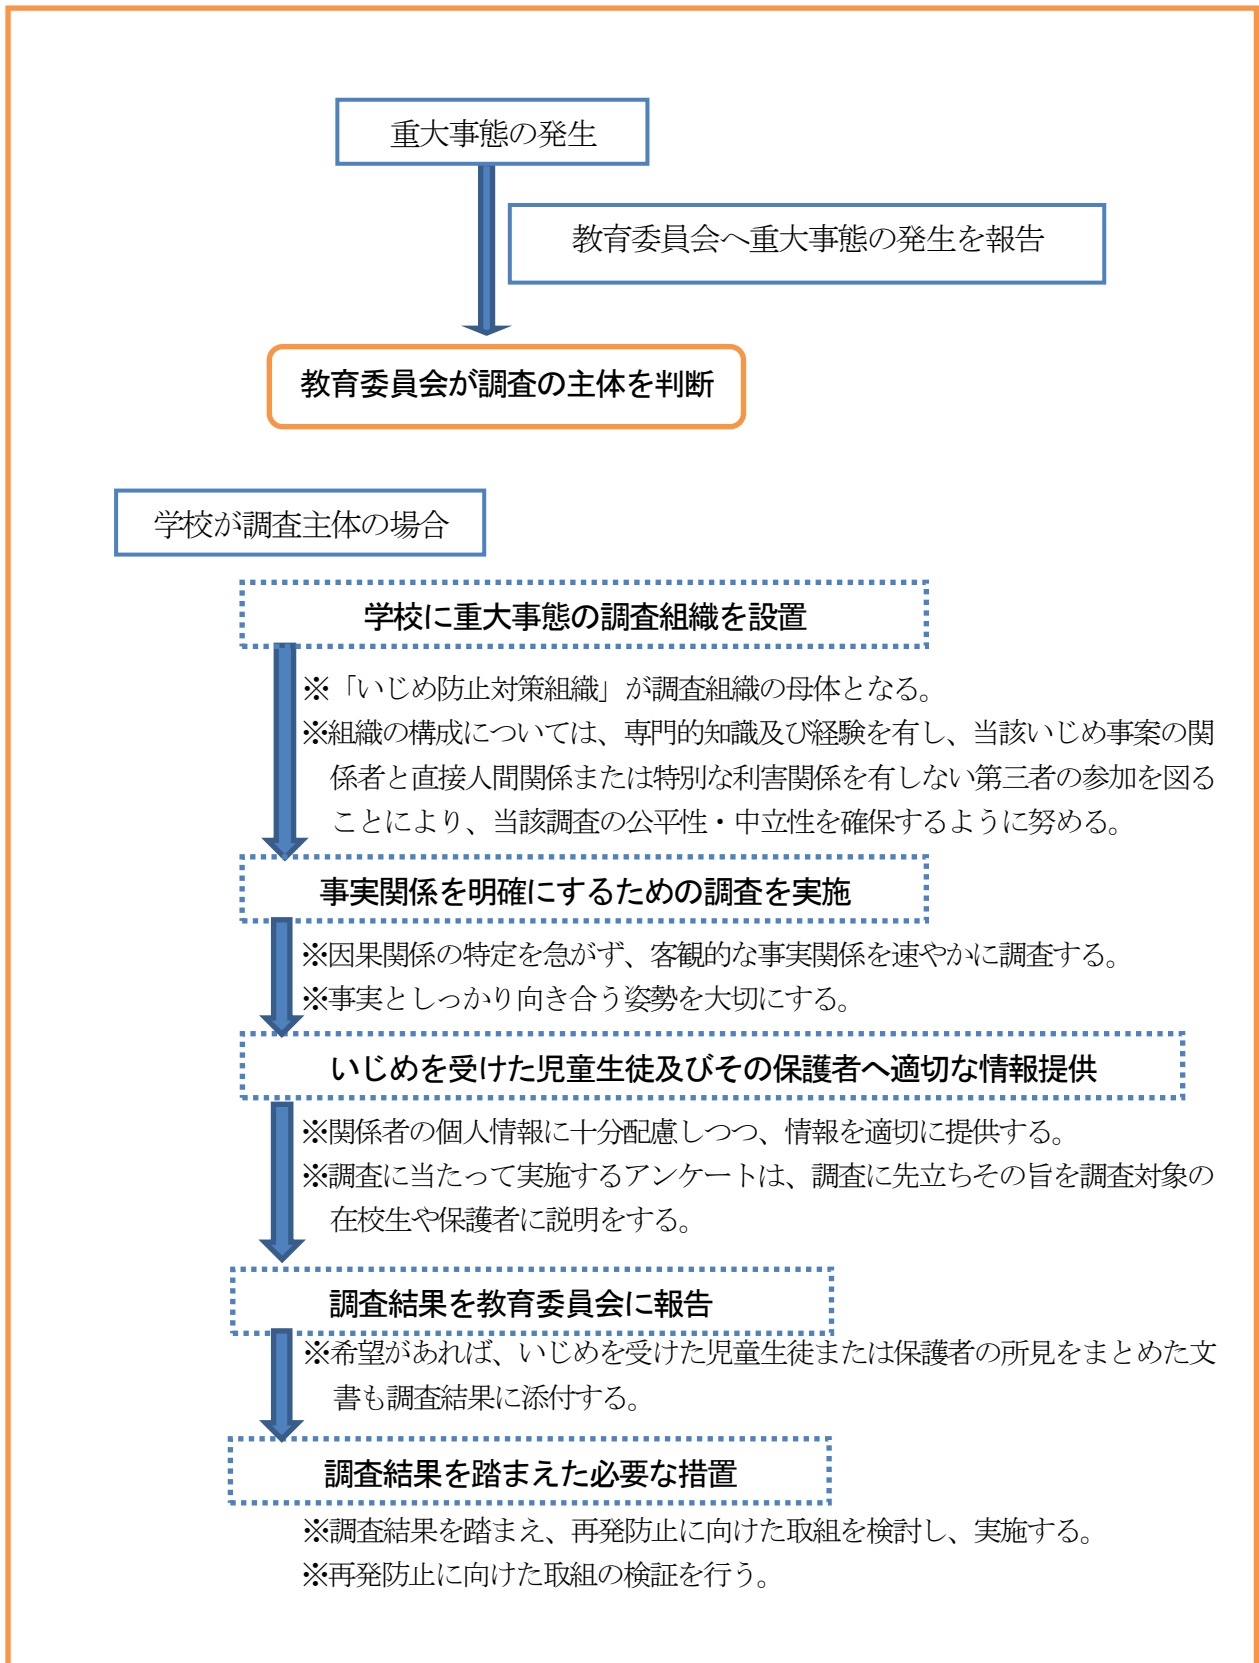 重大事態の発生
教育委員会へ重大事態の発生を報告
教育委員会が調査の主体を判断
学校が調査主体の場合
学校に重大事態の調査組織を設置
※「いじめ防止対策組織」が調査組織の母体となる。
※組織の構成については、専門的知識及び経験を有し、当該いじめ事案の関
係者と直接人間関係または特別な利害関係を有しない第三者の参加を図る
ことにより、当該調査の公平性・中立性を確保するように努める。
事実関係を明確にするための調査を実施
※因果関係の特定を急がず、客観的な事実関係を速やかに調査する。
※事実としっかり向き合う姿勢を大切にする。
いじめを受けた児童生徒及びその保護者へ適切な情報提供
※関係者の個人情報に十分配慮しつつ、情報を適切に提供する。
※調査に当たって実施するアンケートは、調査に先立ちその旨を調査対象の
在校生や保護者に説明をする。
調査結果を教育委員会に報告
※希望があれば、いじめを受けた児童生徒または保護者の所見をまとめた文
書も調査結果に添付する。
調査結果を踏まえた必要な措置
※調査結果を踏まえ、再発防止に向けた取組を検討し、実施する。
※再発防止に向けた取組の検証を行う。